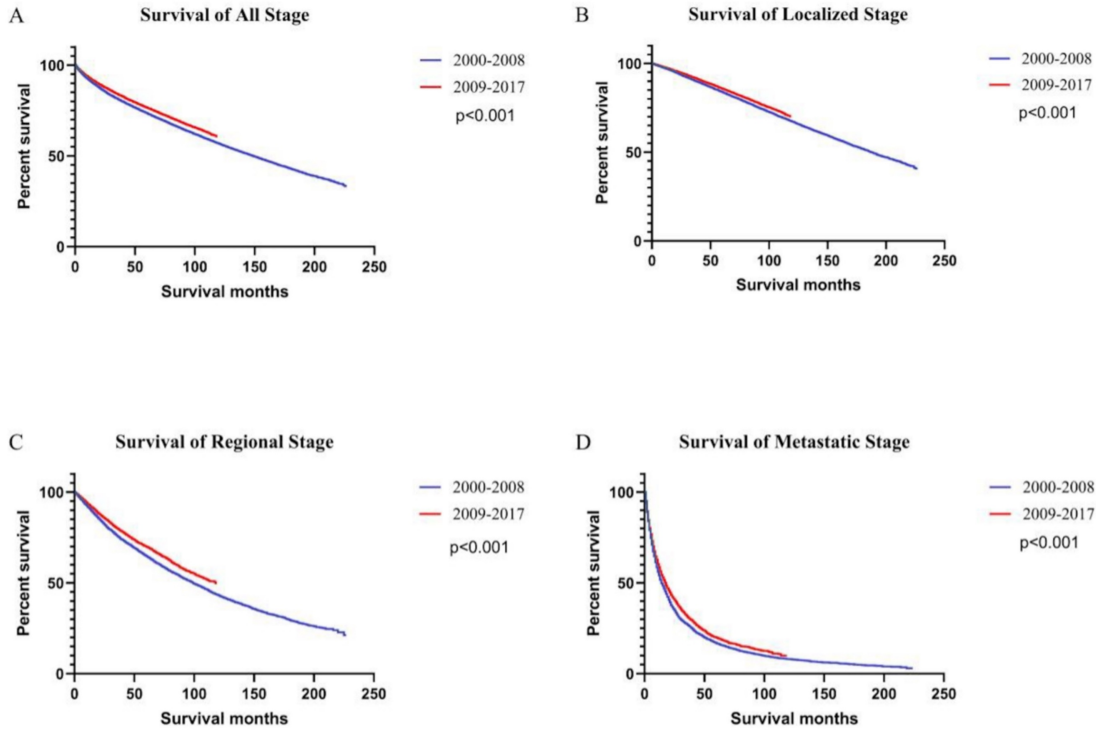 A
Survival of All Stage
2000-2008
2009-2017
p<0.001
Percent survival
100
50
0
0 50 100 150 200 250
Survival months
B
Survival of Localized Stage
2000-2008
2009-2017
p<0.001
Percent survival
100
50
0
0 50 100 150 200 250
Survival months
C
Survival of Regional Stage
2000-2008
2009-2017
p<0.001
Percent survival
100
50
0
0 50 100 150 200 250
Survival months
D
Survival of Metastatic Stage
2000-2008
2009-2017
p<0.001
Percent survival
100
50
0
0 50 100 150 200 250
Survival months